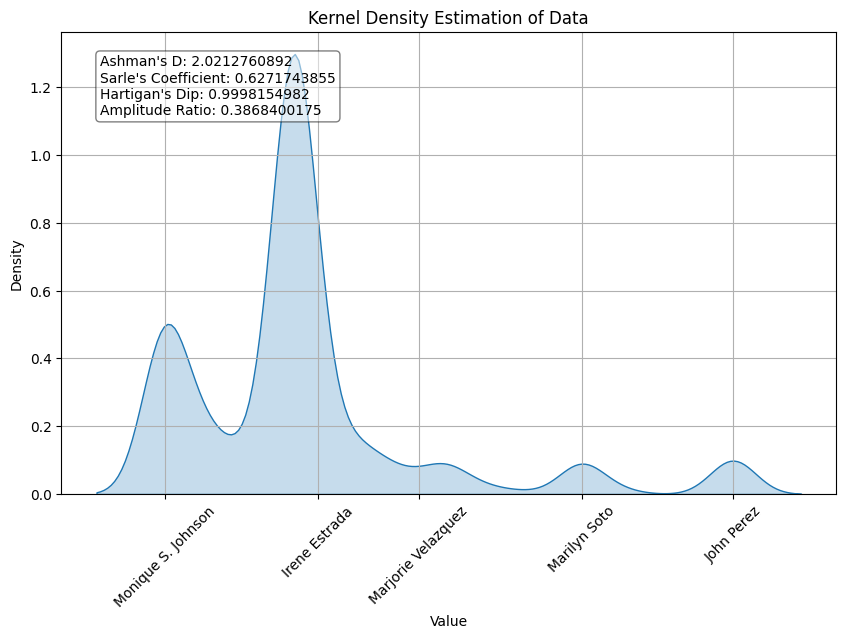 Kernel Density Estimation of Data
Ashman's D: 2.0212760892
Sarle's Coefficient: 0.6271743855
Hartigan's Dip: 0.9998154982
Amplitude Ratio: 0.3868400175
Density
1.2
1.0
0.8
0.6
0.4
0.2
0.0
Monique S. Johnson
Irene Estrada
Marjorie Velazquez
Marilyn Soto
John Perez
Value